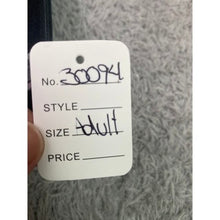 No. 30094
STYLE
SIZE Adult
PRICE